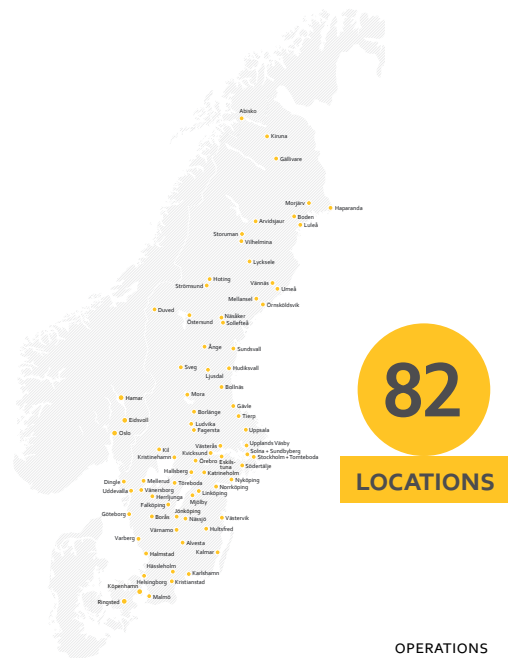 Abisko
Kiruna
Gällivare
Morjärv
Haparanda
Boden
Arvidsjaur
Luleå
Storuman
Vilhelmina
Lycksele
Hoting
Vännäs
Strömsund
Umeå
Mellansel
Örnsköldsvik
Duved
Näsåker
Östersund
Sollefteå
Ånge
Sundsvall
Sveg
Hudiksvall
Ljusdal
Bollnäs
Mora
Hamar
Gävle
Borlänge
Tierp
Eidsvoll
Ludvika
Fagersta
Uppsala
Oslo
Västerås
Upplands Väsby
Kil
Kvicksund
Solna + Sundbyberg
Kristinehamn
Stockholm + Tomteboda
Örebro
Eskils-
tuna
Södertälje
Hallsberg
Katrineholm
Dingle
Mellerud
Töreboda
Nyköping
Norrköping
Uddevalla
Vänersborg
Linköping
Herrljunga
Mjölby
Falköping
Jönköping
Göteborg
Borås
Nässjö
Västervik
Värnamo
Hultsfred
Varberg
Alvesta
Halmstad
Kalmar
Hässleholm
Karlshamn
Helsingborg
Kristianstad
Köpenhamn
Malmö
Ringsted
82
LOCATIONS
OPERATIONS